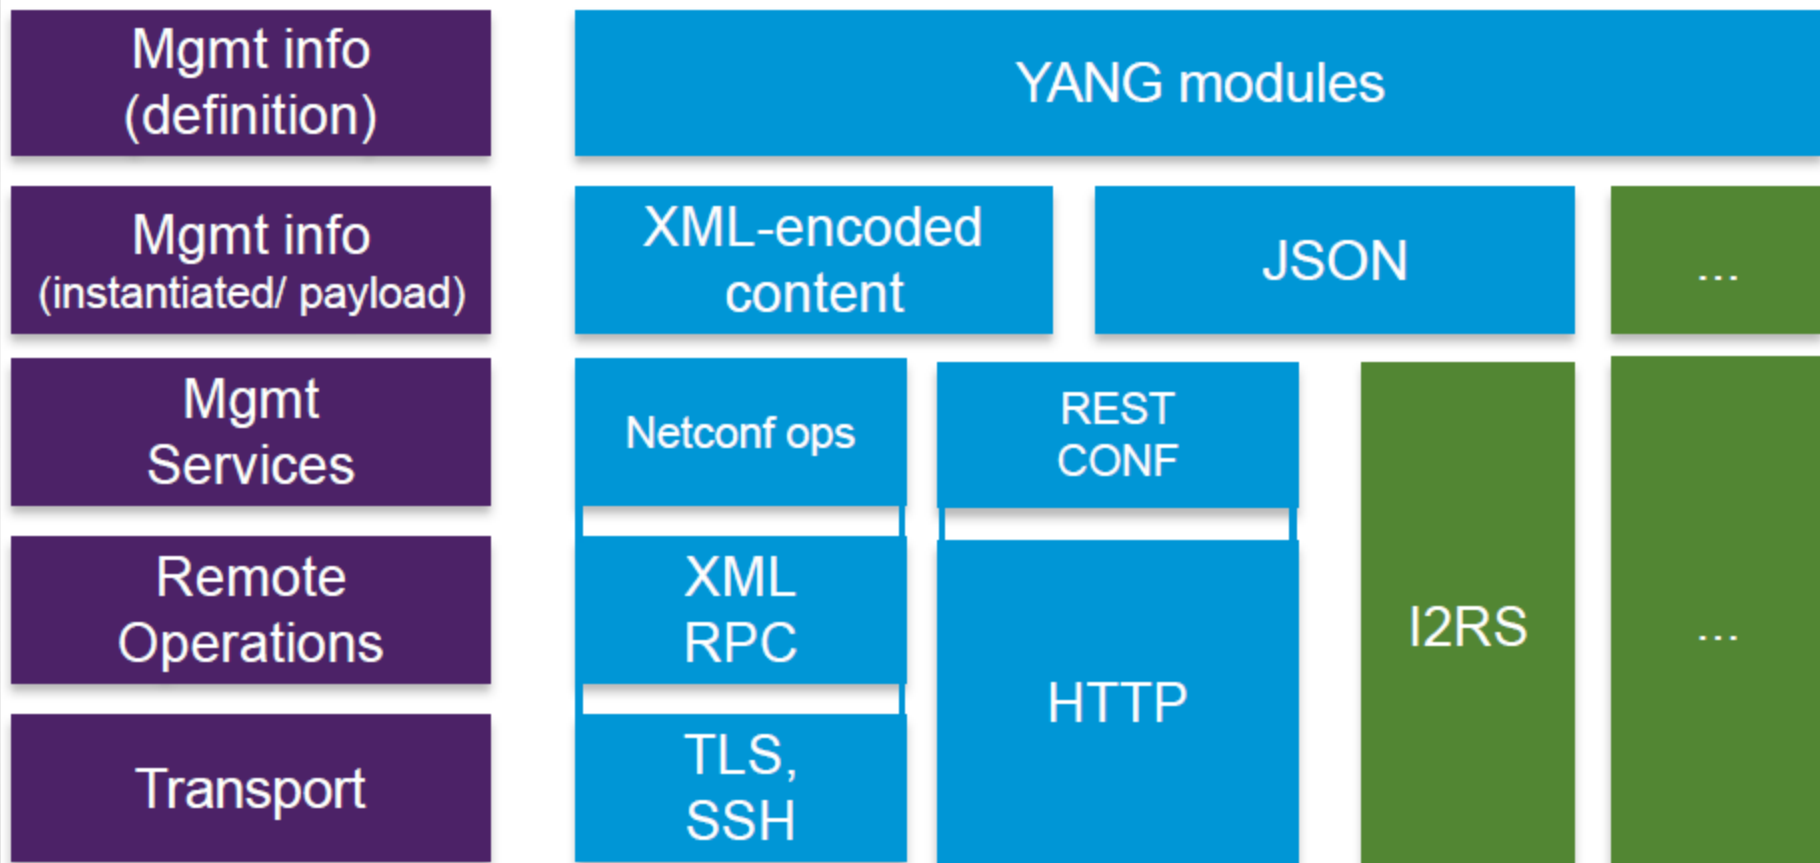 Mgmt info
(definition)
YANG modules
Mgmt info
(instantiated/ payload)
XML-encoded
content
JSON
...
Mgmt
Services
Netconf ops
REST
CONF
Remote
Operations
XML
RPC
HTTP
I2RS
...
Transport
TLS,
SSH